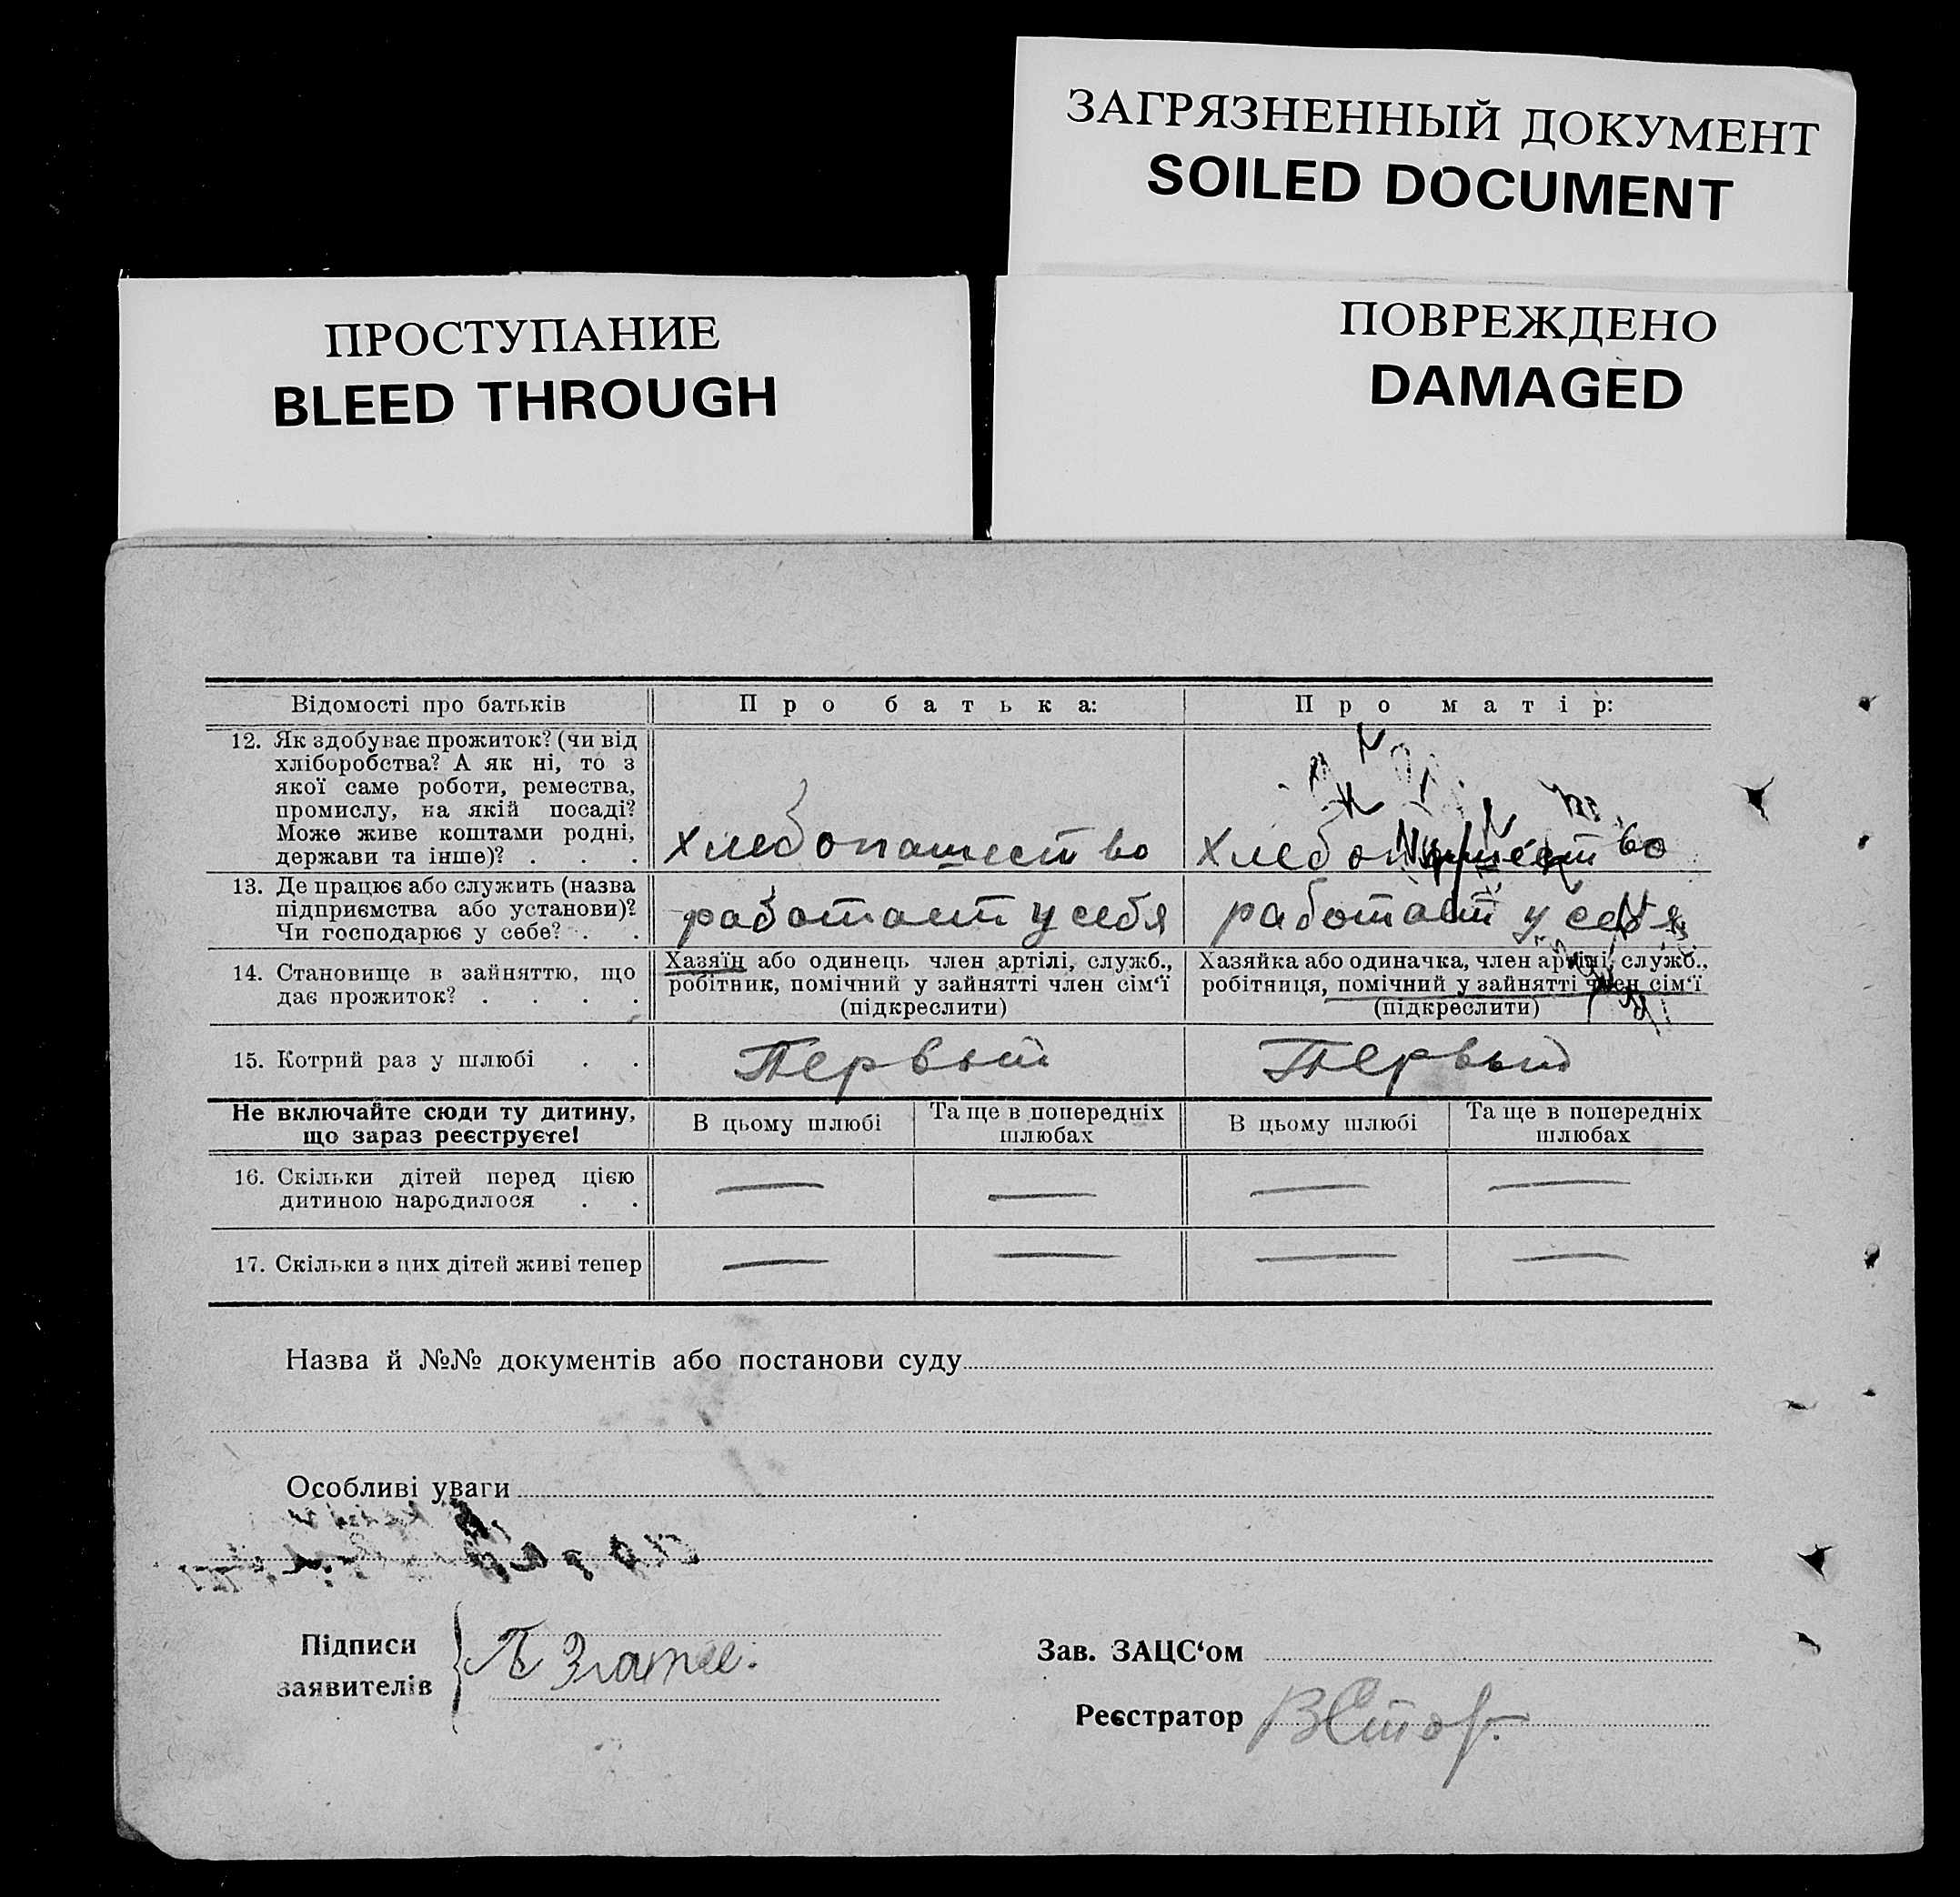 ЗАГРЯЗНЕННЫЙ ДОКУМЕНТ
SOILED DOCUMENT
ПРОСТУПАНИЕ
BLEED THROUGH
ПОВРЕЖДЕНО
DAMAGED
Відомості про батьків
Про батька:
Про матір:
12. Як здобуває прожиток? (чи від
хліборобства? А як ні, то з
якої саме роботи, ремества,
промислу, на якій посаді?
Може живе коштами родні,
держави та інше)? . . .
хлебопашество
хлебопашество
13. Де працює або служить (назва
підприємства або установи)?
Чи господарює у себе? . .
работает у себя
работает у себя
14. Становище в зайняттю, що
дає прожиток? . . . .
Хазяїн або одинець член артілі, служб.,
робітник, помічний у зайнятті член сім‘ї
(підкреслити)
Хазяйка або одиначка, член артілі, служб.,
робітниця, помічний у зайнятті член сім‘ї
(підкреслити)
15. Котрий раз у шлюбі . .
Первый
Первый
Не включайте сюди ту дитину,
що зараз реєструєте!
В цьому шлюбі
Та ще в попередніх
шлюбах
В цьому шлюбі
Та ще в попередніх
шлюбах
16. Скільки дітей перед цією
дитиною народилося . .
— — — —
17. Скільки з цих дітей живі тепер
— — — —
Назва й №№ документів або постанови суду
Особливі уваги
Підписи
заявителів
Зав. ЗАЦС‘ом
Реєстратор